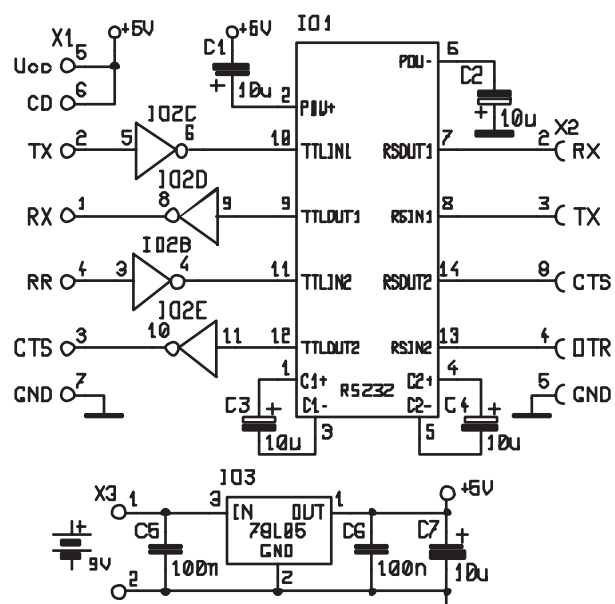 IO1
X1
+5V
+5V
5
UCD
C1
10u
+
2
POW+
POW-
6
C2
+
10u
6
CD
IO2C
TX
2
5
6
10
TTLIN1
RSOUT1
7
2
X2
RX
IO2D
RX
1
8
9
9
TTLOUT1
RSIN1
8
3
TX
IO2B
RR
4
3
4
11
TTLIN2
RSOUT2
14
8
CTS
IO2E
CTS
3
10
11
12
TTLOUT2
RSIN2
13
4
DTR
GND
7
1
C1+
RS232
C2+
4
5
GND
C3
+
10u
C1-
3
C2-
5
C4
+
10u
IO3
X3
1
3
IN
OUT
1
+5V
78L05
GND
2
C5
100n
C6
100n
C7
+
10u
+
9V
2